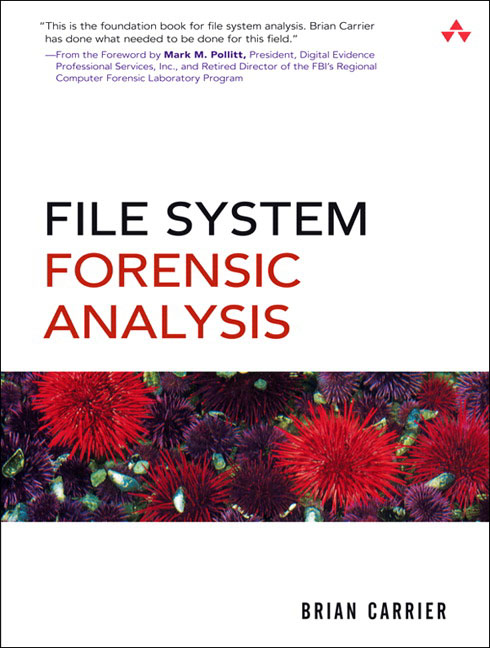 “This is the foundation book for file system analysis. Brian Carrier
has done what needed to be done for this field.”
—From the Foreword by Mark M. Pollitt, President, Digital Evidence
Professional Services, Inc., and Retired Director of the FBI’s Regional
Computer Forensic Laboratory Program
FILE SYSTEM
FORENSIC
ANALYSIS
BRIAN CARRIER